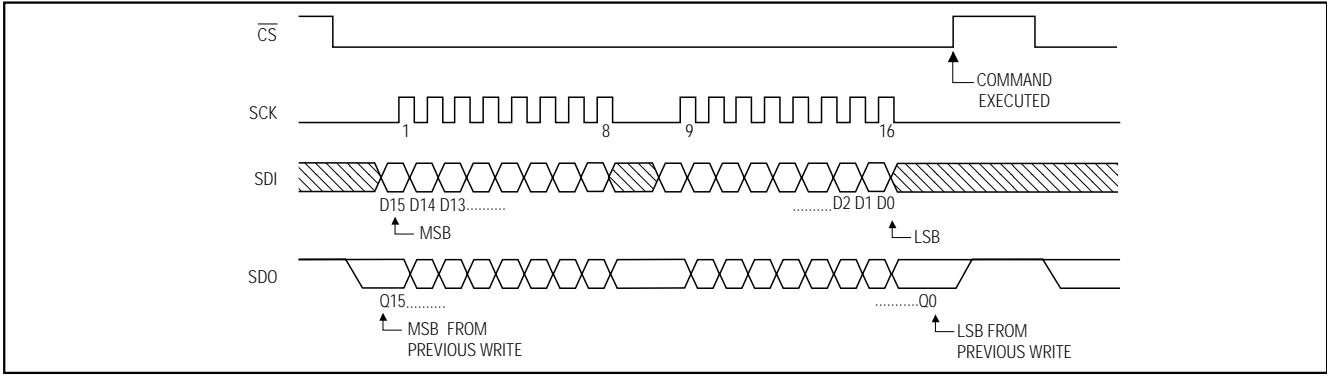 CS
COMMAND
EXECUTED
SCK
1
8
9
16
SDI
D15 D14 D13..........
..........D2 D1 D0
MSB
LSB
SDO
Q15..........
...........Q0
MSB FROM
PREVIOUS WRITE
LSB FROM
PREVIOUS WRITE